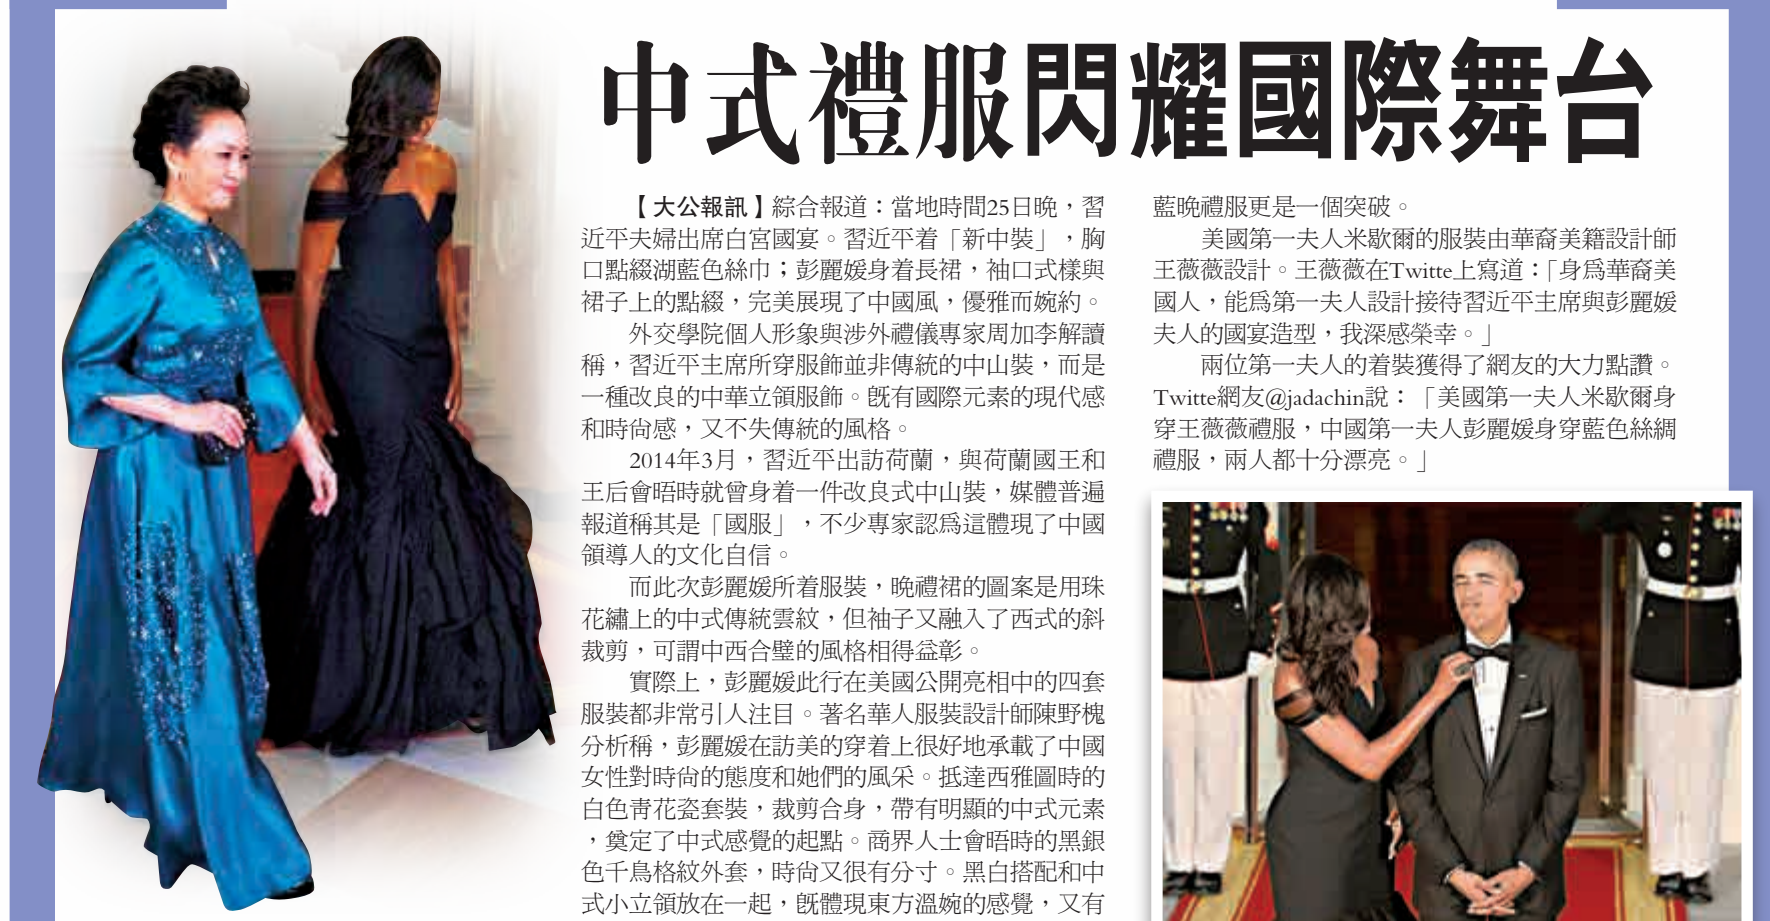 中式禮服閃耀國際舞台
【大公報訊】綜合報道：當地時間25日晚，習
近平夫婦出席白宮國宴。習近平着「新中裝」，胸
口點綴湖藍色絲巾；彭麗媛身着長裙，袖口式樣與
裙子上的點綴，完美展現了中國風，優雅而婉約。
外交學院個人形象與涉外禮儀專家周加李解讀
稱，習近平主席所穿服飾並非傳統的中山裝，而是
一種改良的中華立領服飾。既有國際元素的現代感
和時尚感，又不失傳統的風格。
2014年3月，習近平出訪荷蘭，與荷蘭國王和
王后會晤時就曾身着一件改良式中山裝，媒體普遍
報道稱其是「國服」，不少專家認爲這體現了中國
領導人的文化自信。
而此次彭麗媛所着服裝，晚禮裙的圖案是用珠
花繡上的中式傳統雲紋，但袖子又融入了西式的斜
裁剪，可謂中西合璧的風格相得益彰。
實際上，彭麗媛此行在美國公開亮相中的四套
服裝都非常引人注目。著名華人服裝設計師陳野槐
分析稱，彭麗媛在訪美的穿着上很好地承載了中國
女性對時尚的態度和她們的風采。抵達西雅圖時的
白色青花瓷套裝，裁剪合身，帶有明顯的中式元素
，奠定了中式感覺的起點。商界人士會晤時的黑銀
色千鳥格紋外套，時尚又很有分寸。黑白搭配和中
式小立領放在一起，既體現東方溫婉的感覺，又有
藍晚禮服更是一個突破。
美國第一夫人米歇爾的服裝由華裔美籍設計師
王薇薇設計。王薇薇在Twitte上寫道：「身爲華裔美
國人，能爲第一夫人設計接待習近平主席與彭麗媛
夫人的國宴造型，我深感榮幸。」
兩位第一夫人的着裝獲得了網友的大力點讚。
Twitte網友@jadachin說：「美國第一夫人米歇爾身
穿王薇薇禮服，中國第一夫人彭麗媛身穿藍色絲綢
禮服，兩人都十分漂亮。」